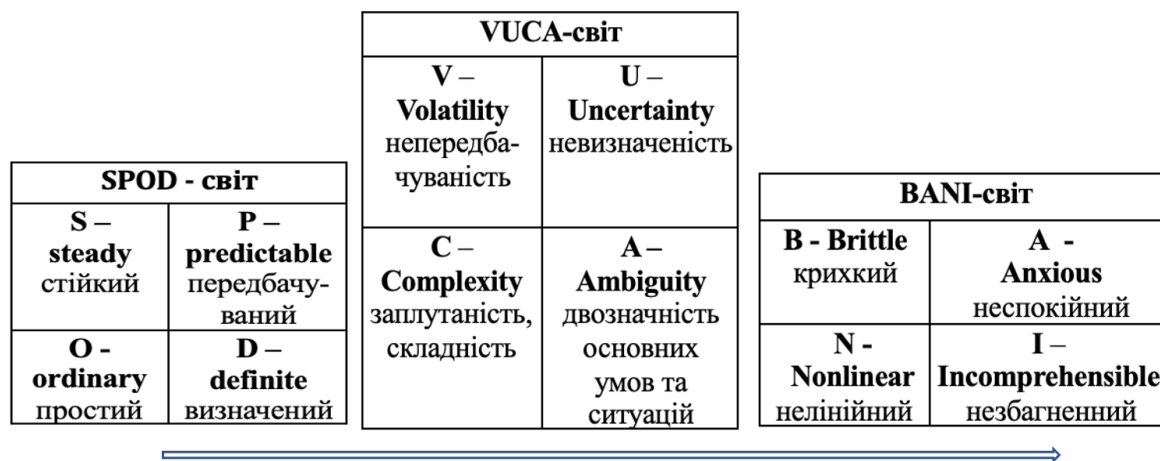 SPOD - світ
S –
steady
стійкий
P –
predictable
передбачу-
ваний
O -
ordinary
простий
D –
definite
визначений
VUCA-світ
V –
Volatility
непередба-
чуваність
U –
Uncertainty
невизначеність
C –
Complexity
заплутаність,
складність
A –
Ambiguity
двозначність
основних
умов та
ситуацій
BANI-світ
B - Brittle
крихкий
A -
Anxious
неспокійний
N -
Nonlinear
нелінійний
I –
Incomprehensible
незбагненний